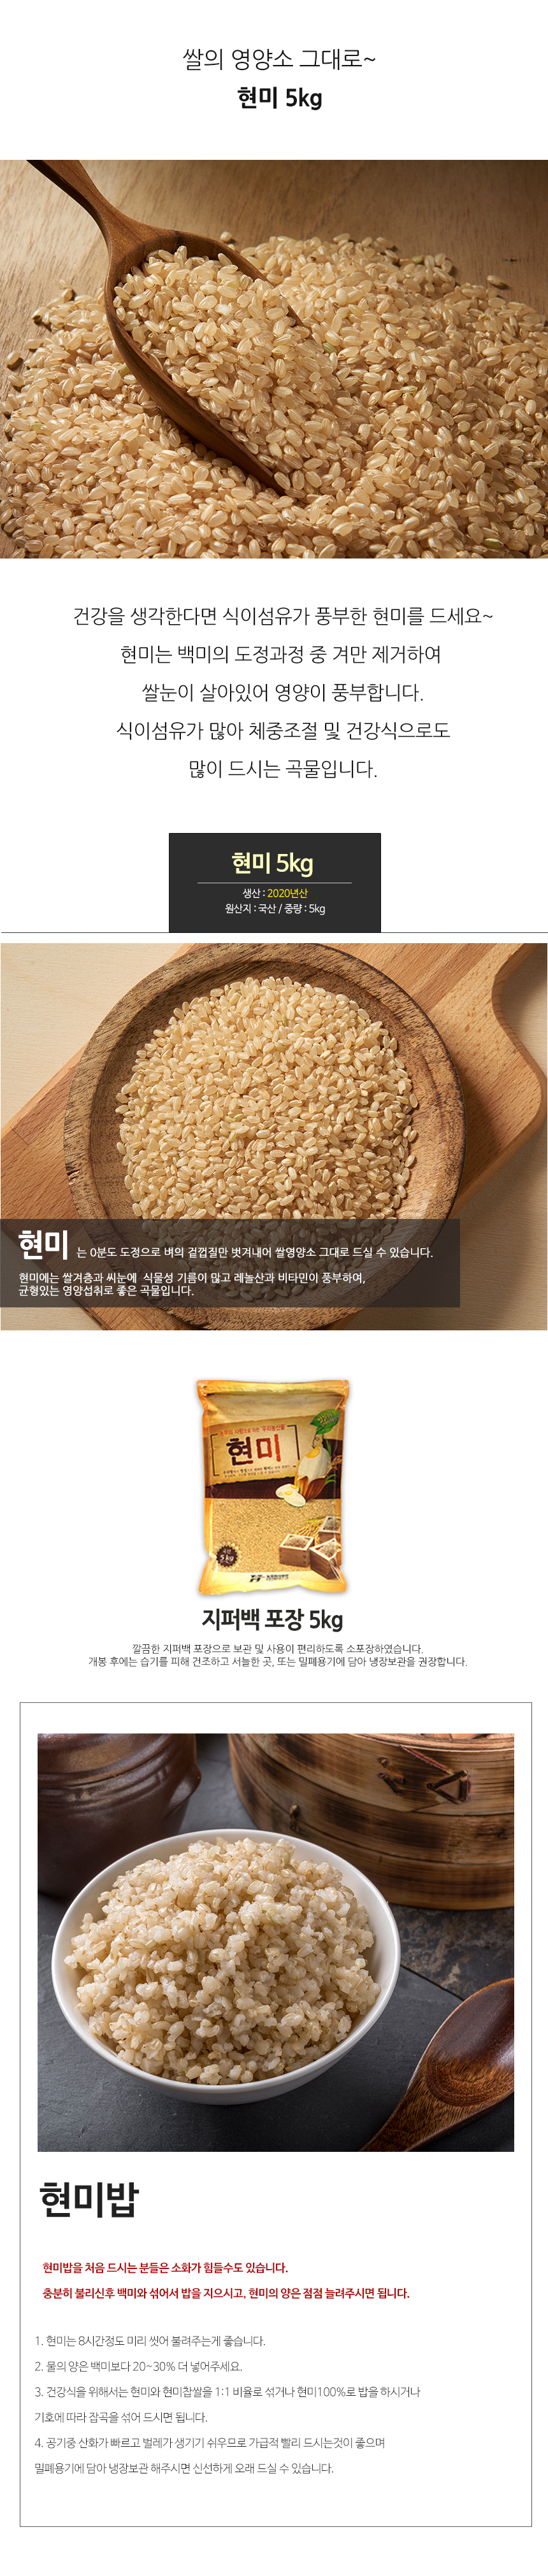 쌀의 영양소 그대로~
현미 5kg
건강을 생각한다면 식이섬유가 풍부한 현미를 드세요~
현미는 백미의 도정과정 중 겨만 제거하여
쌀눈이 살아있어 영양이 풍부합니다.
식이섬유가 많아 체중조절 및 건강식으로도
많이 드시는 곡물입니다.
현미 5kg
생산 : 2020년산
원산지 : 국산 / 중량 : 5kg
현미 는 0분도 도정으로 벼의 겉껍질만 벗겨내어 쌀영양소 그대로 드실 수 있습니다.
현미에는 쌀겨층과 씨눈에 식물성 기름이 많고 레놀산과 비타민이 풍부하여,
균형있는 영양섭취로 좋은 곡물입니다.
현미
5kg
지퍼백 포장 5kg
깔끔한 지퍼백 포장으로 보관 및 사용이 편리하도록 소포장하였습니다.
개봉 후에는 습기를 피해 건조하고 서늘한 곳, 또는 밀폐용기에 담아 냉장보관을 권장합니다.
현미밥
현미밥을 처음 드시는 분들은 소화가 힘들수도 있습니다.
충분히 불리신후 백미와 섞어서 밥을 지으시고, 현미의 양은 점점 늘려주시면 됩니다.
1. 현미는 8시간정도 미리 씻어 불려주는게 좋습니다.
2. 물의 양은 백미보다 20~30% 더 넣어주세요.
3. 건강식을 위해서는 현미와 현미찹쌀을 1:1 비율로 섞거나 현미100%로 밥을 하시거나
기호에 따라 잡곡을 섞어 드시면 됩니다.
4. 공기중 산화가 빠르고 벌레가 생기기 쉬우므로 가급적 빨리 드시는것이 좋으며
밀폐용기에 담아 냉장보관 해주시면 신선하게 오래 드실 수 있습니다.